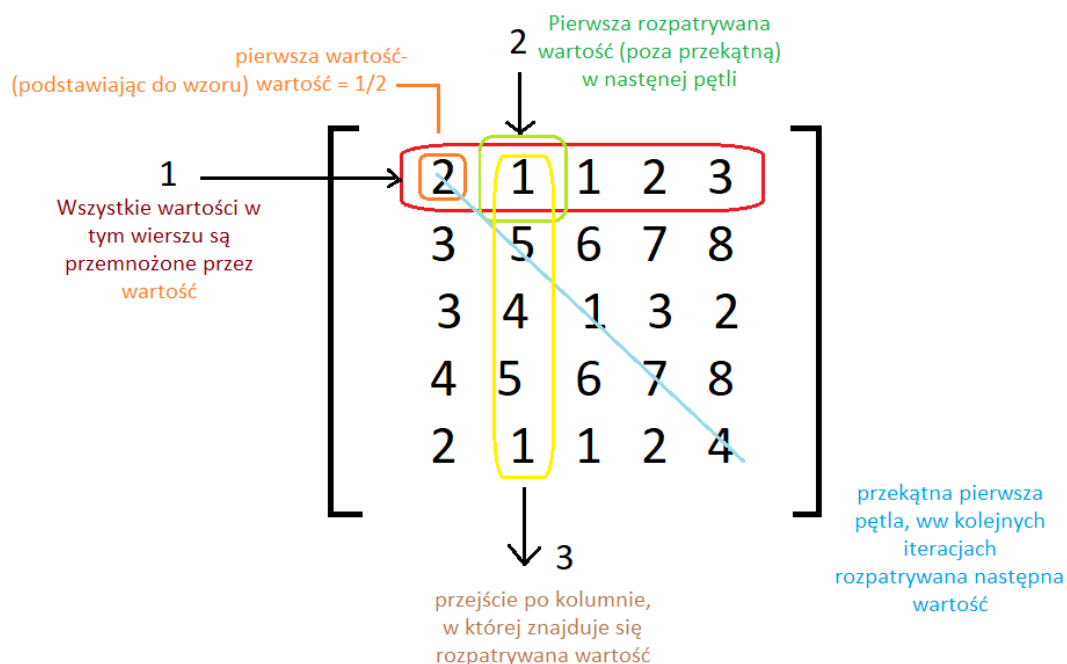 pierwsza wartość-
(podstawiając do wzoru) wartość = 1/2
2
Pierwsza rozpatrywana
wartość (poza przekątną)
w nastęnej pętli
1
Wszystkie wartości w
tym wierszu są
przemnożone przez
wartość
2 1 1 2 3
3 5 6 7 8
3 4 1 3 2
4 5 6 7 8
2 1 1 2 4
3
przejście po kolumnie,
w której znajduje się
rozpatrywana wartość
przekątna pierwsza
pętla, ww kolejnych
iteracjach
rozpatrywana następna
wartość